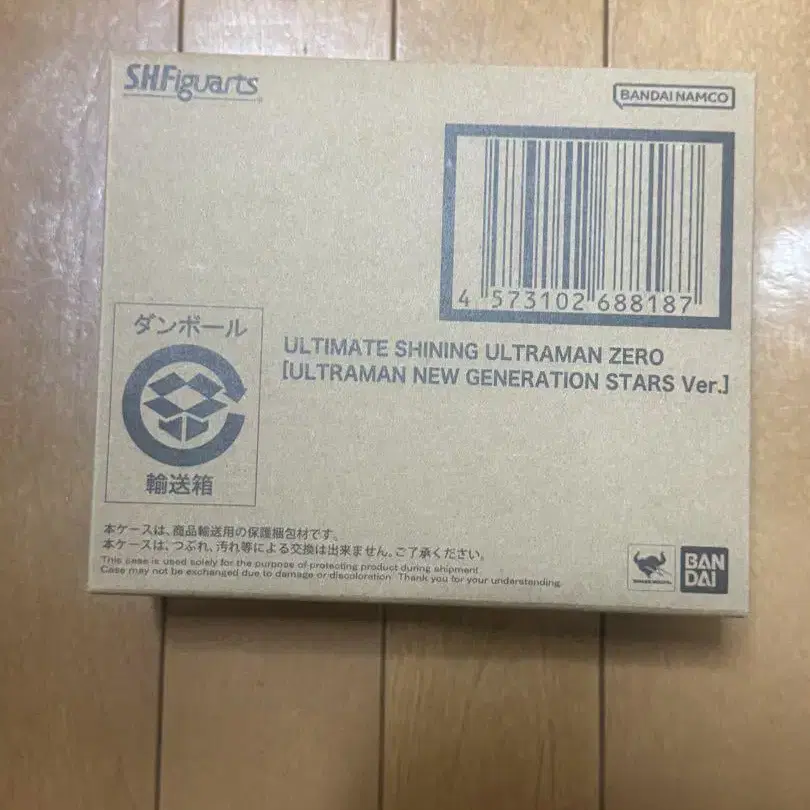 S.H.Figuarts
BANDAI NAMCO
4 573102 688187
ダンボール
輸送箱
ULTIMATE SHINING ULTRAMAN ZERO
[ULTRAMAN NEW GENERATION STARS Ver.]
本ケースは、商品輸送用の保護梱包材です。
本ケースは、つぶれ、汚れ等による交換は出来ません。ご了承ください。
This case is used solely for the purpose of protecting product during shipment.
Case may not be exchanged due to damage or discoloration. Thank you for your understanding.
BAN
DAI